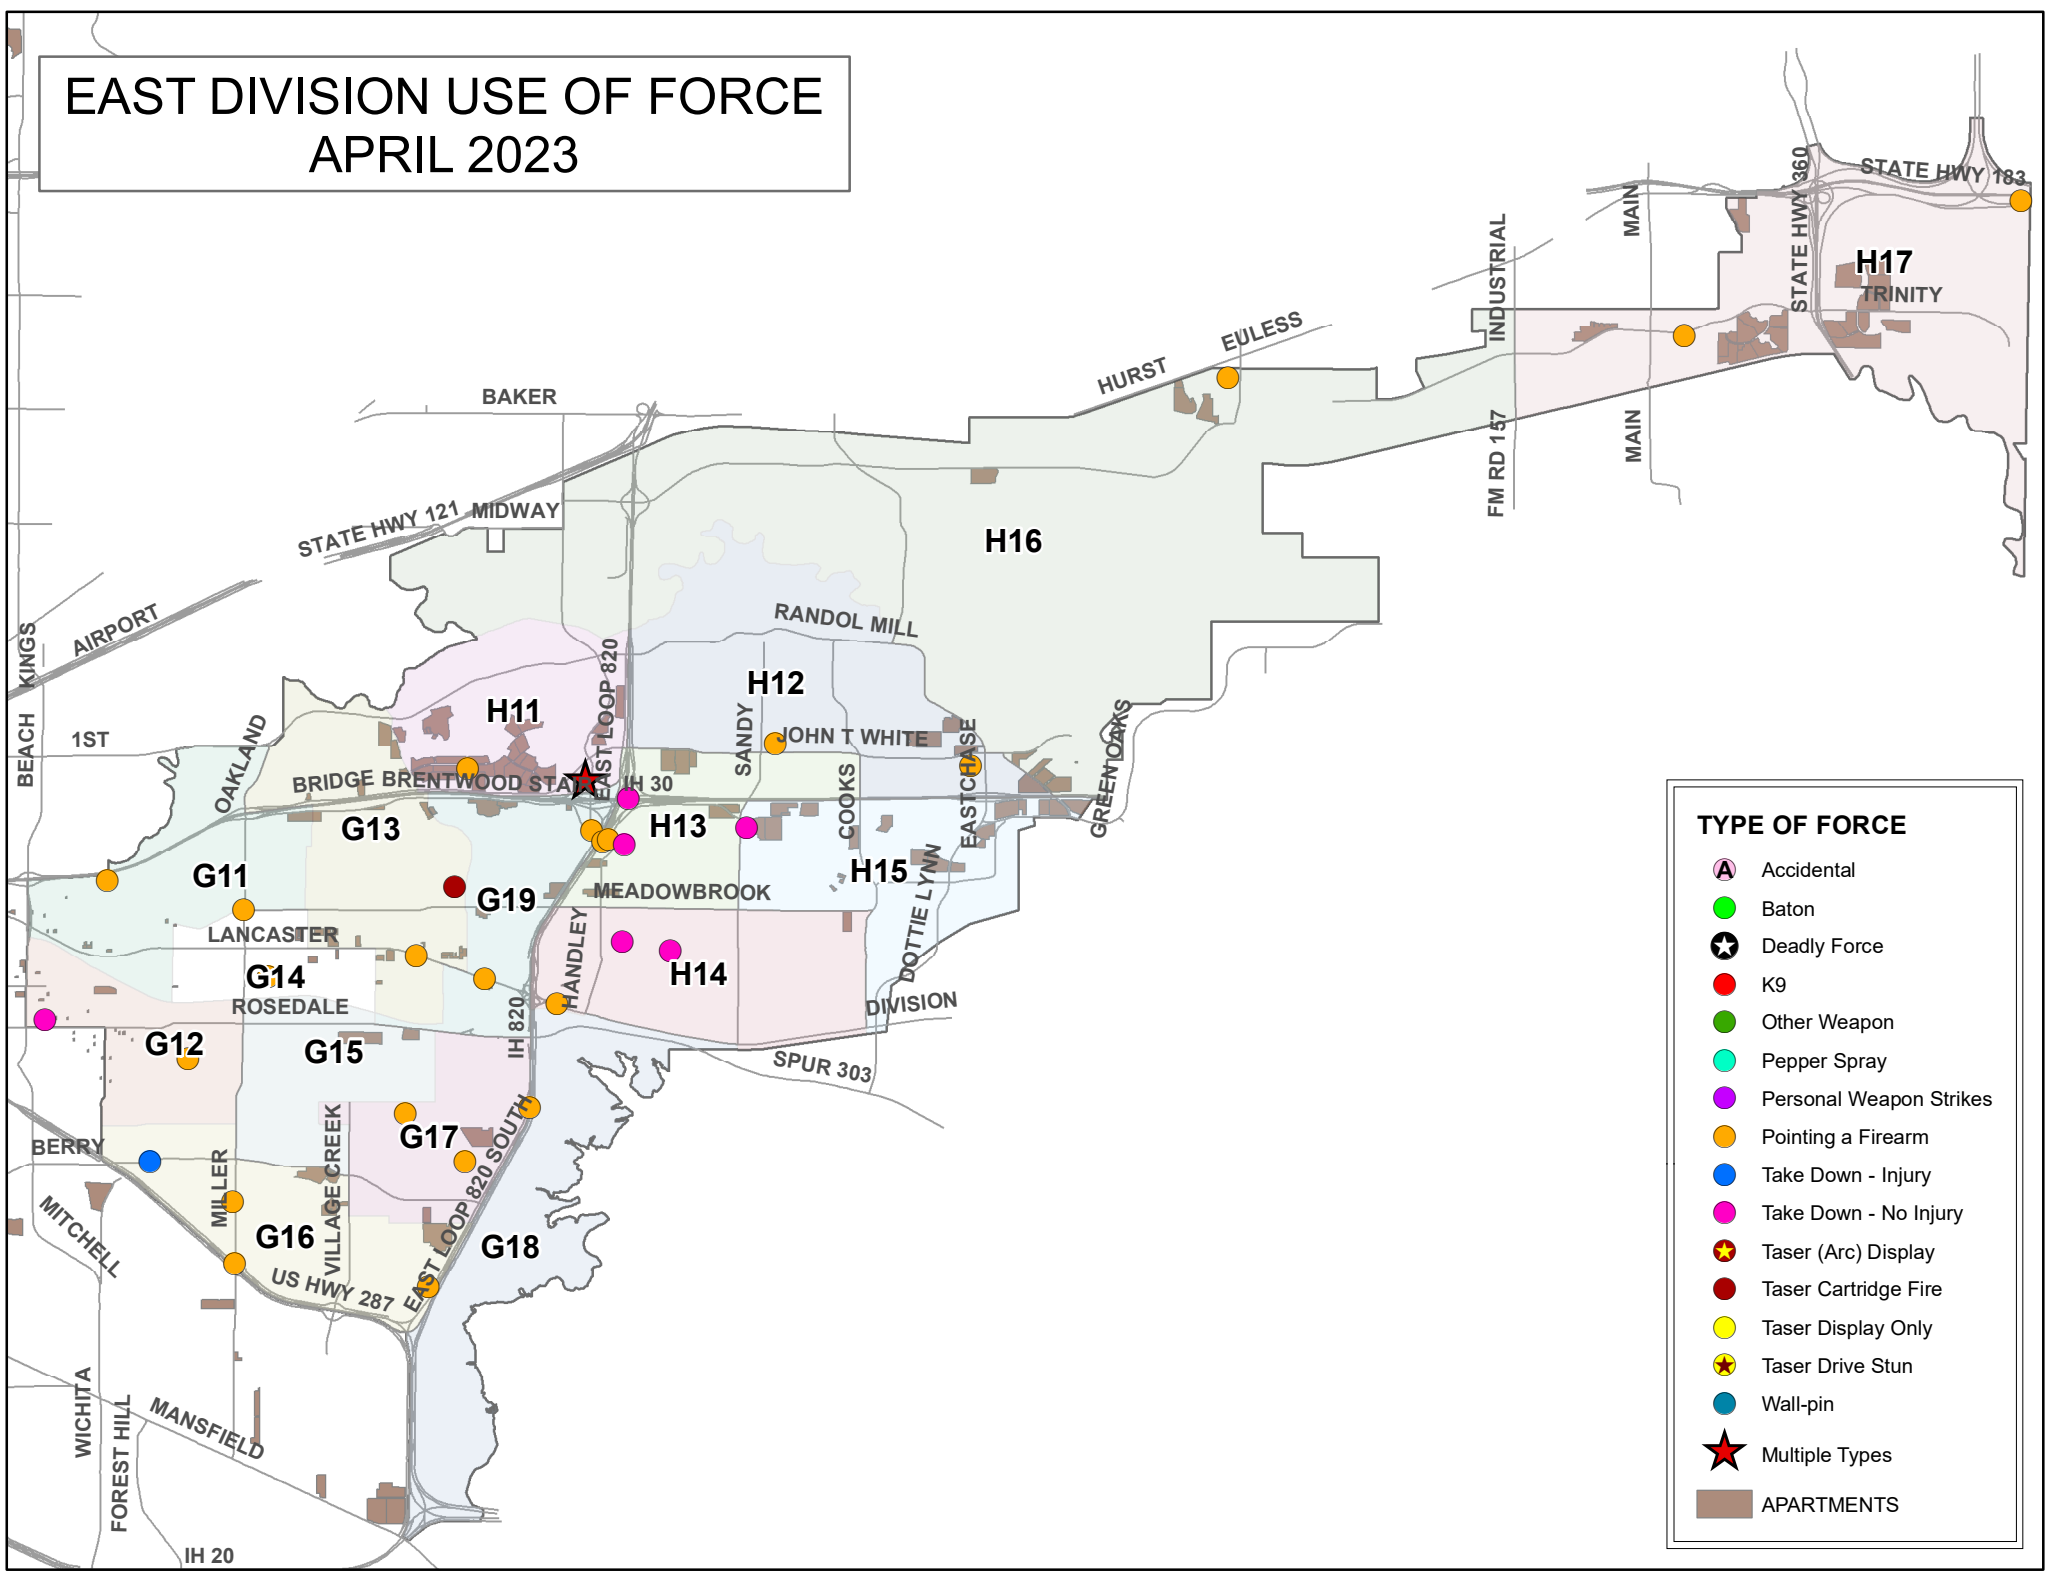 EAST DIVISION USE OF FORCE
APRIL 2023
STATE HWY 183
STATE HWY 360
MAIN
H17
TRINITY
INDUSTRIAL
HURST
EULESS
BAKER
FM RD 157
MAIN
STATE HWY 121
MIDWAY
H16
AIRPORT
RANDOL MILL
KINGS
EAST LOOP 820
H12
H11
BEACH
1ST
OAKLAND
SANDY
JOHN T WHITE
EASTCHASE
GREEN OAKS
BRIDGE
BRENTWOOD STAIR
IH 30
COOKS
G13
H13
G11
H15
G19
MEADOWBROOK
DOTTIE LYNN
LANCASTER
HANDLEY
G14
H14
ROSEDALE
DIVISION
IH 820
G12
G15
SPUR 303
G17
BERRY
VILLAGE CREEK
MILLER
EAST LOOP 820 SOUTH
MITCHELL
G16
G18
US HWY 287
WICHITA
FOREST HILL
MANSFIELD
IH 20
TYPE OF FORCE
A Accidental
Baton
Deadly Force
K9
Other Weapon
Pepper Spray
Personal Weapon Strikes
Pointing a Firearm
Take Down - Injury
Take Down - No Injury
Taser (Arc) Display
Taser Cartridge Fire
Taser Display Only
Taser Drive Stun
Wall-pin
Multiple Types
APARTMENTS